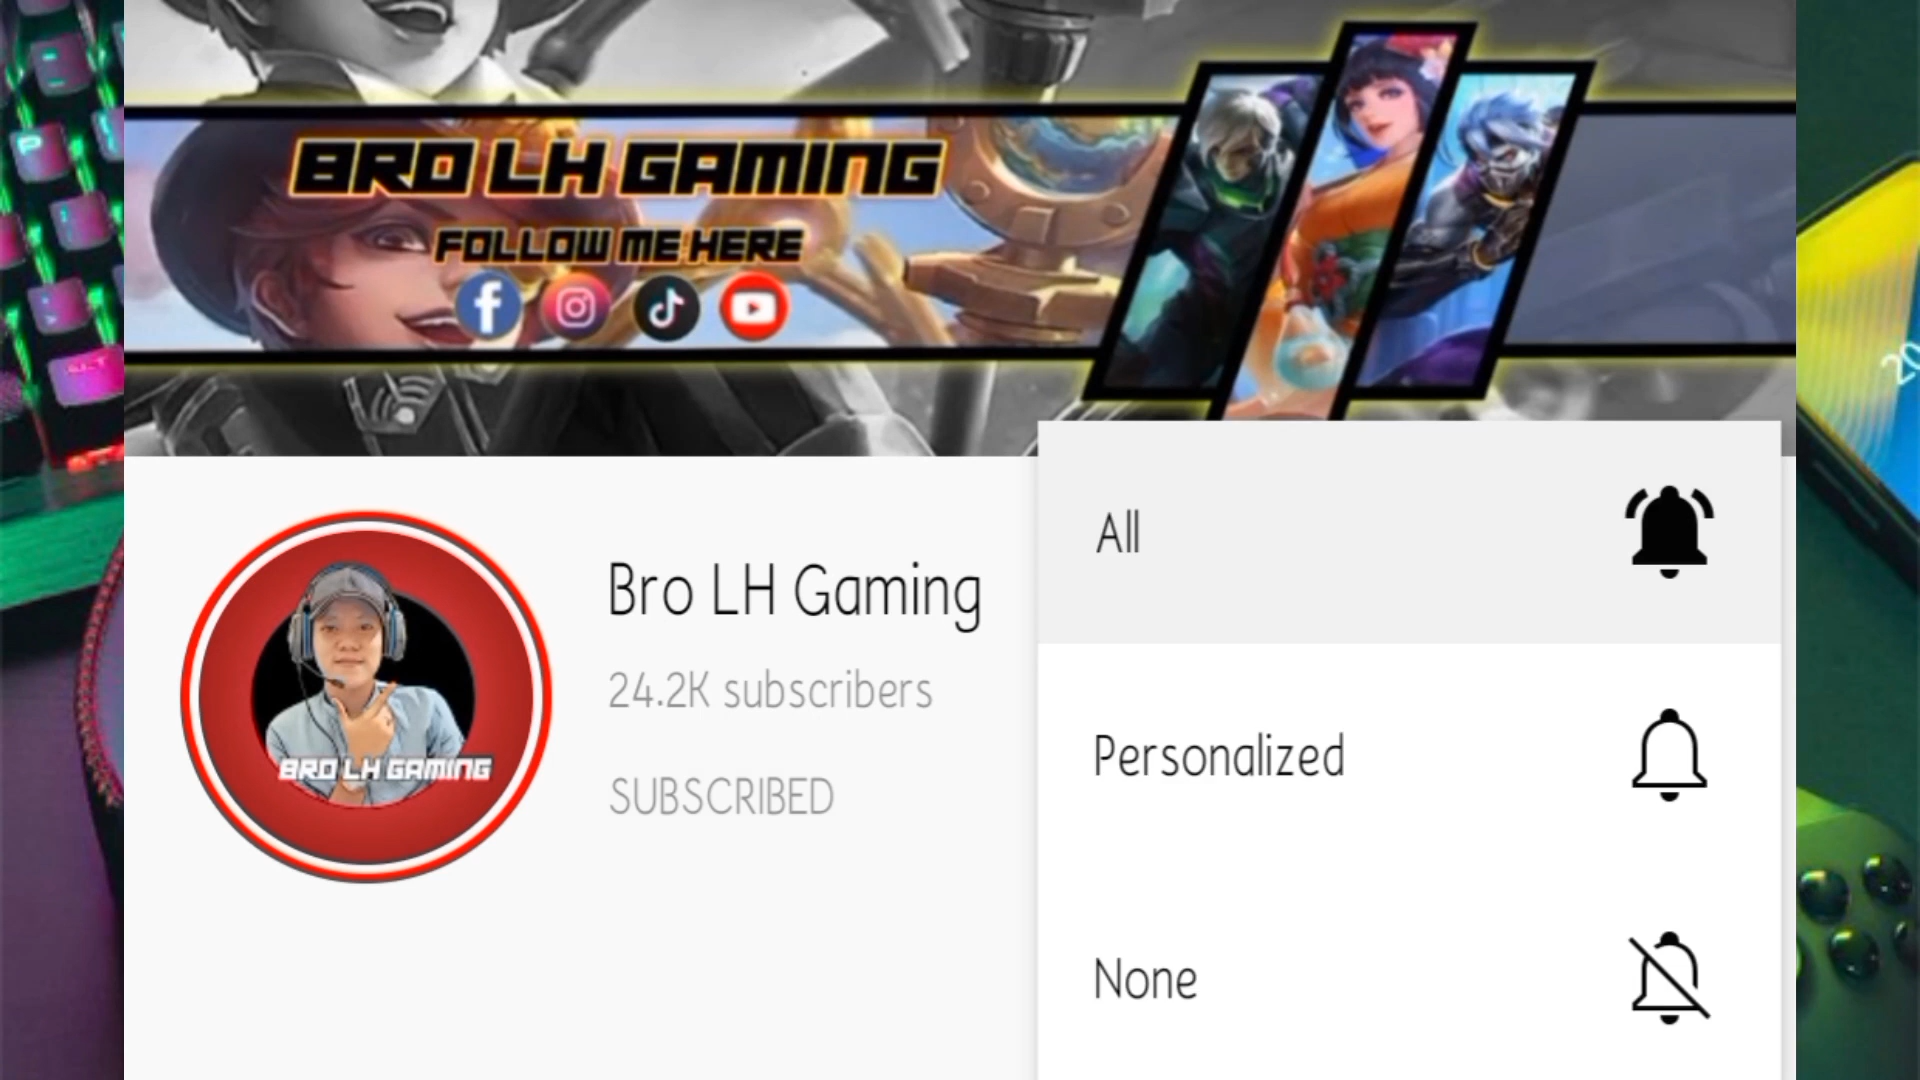 BRO LH GAMING
FOLLOW ME HERE
Bro LH Gaming
24.2K subscribers
SUBSCRIBED
BRO LH GAMING
All
Personalized
None
P
20